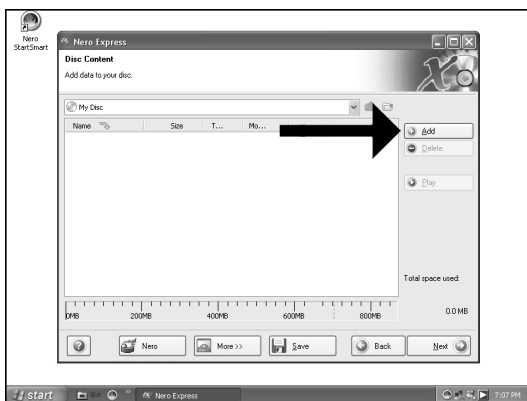 Nero
StartSmart
Nero Express
Disc Content
Add data to your disc.
My Disc
Name Size T... Mo...
Add
Delete
Play
Total space used:
0MB 200MB 400MB 600MB 800MB 0.0 MB
Nero More >> Save Back Next
start Nero Express 7:07 PM